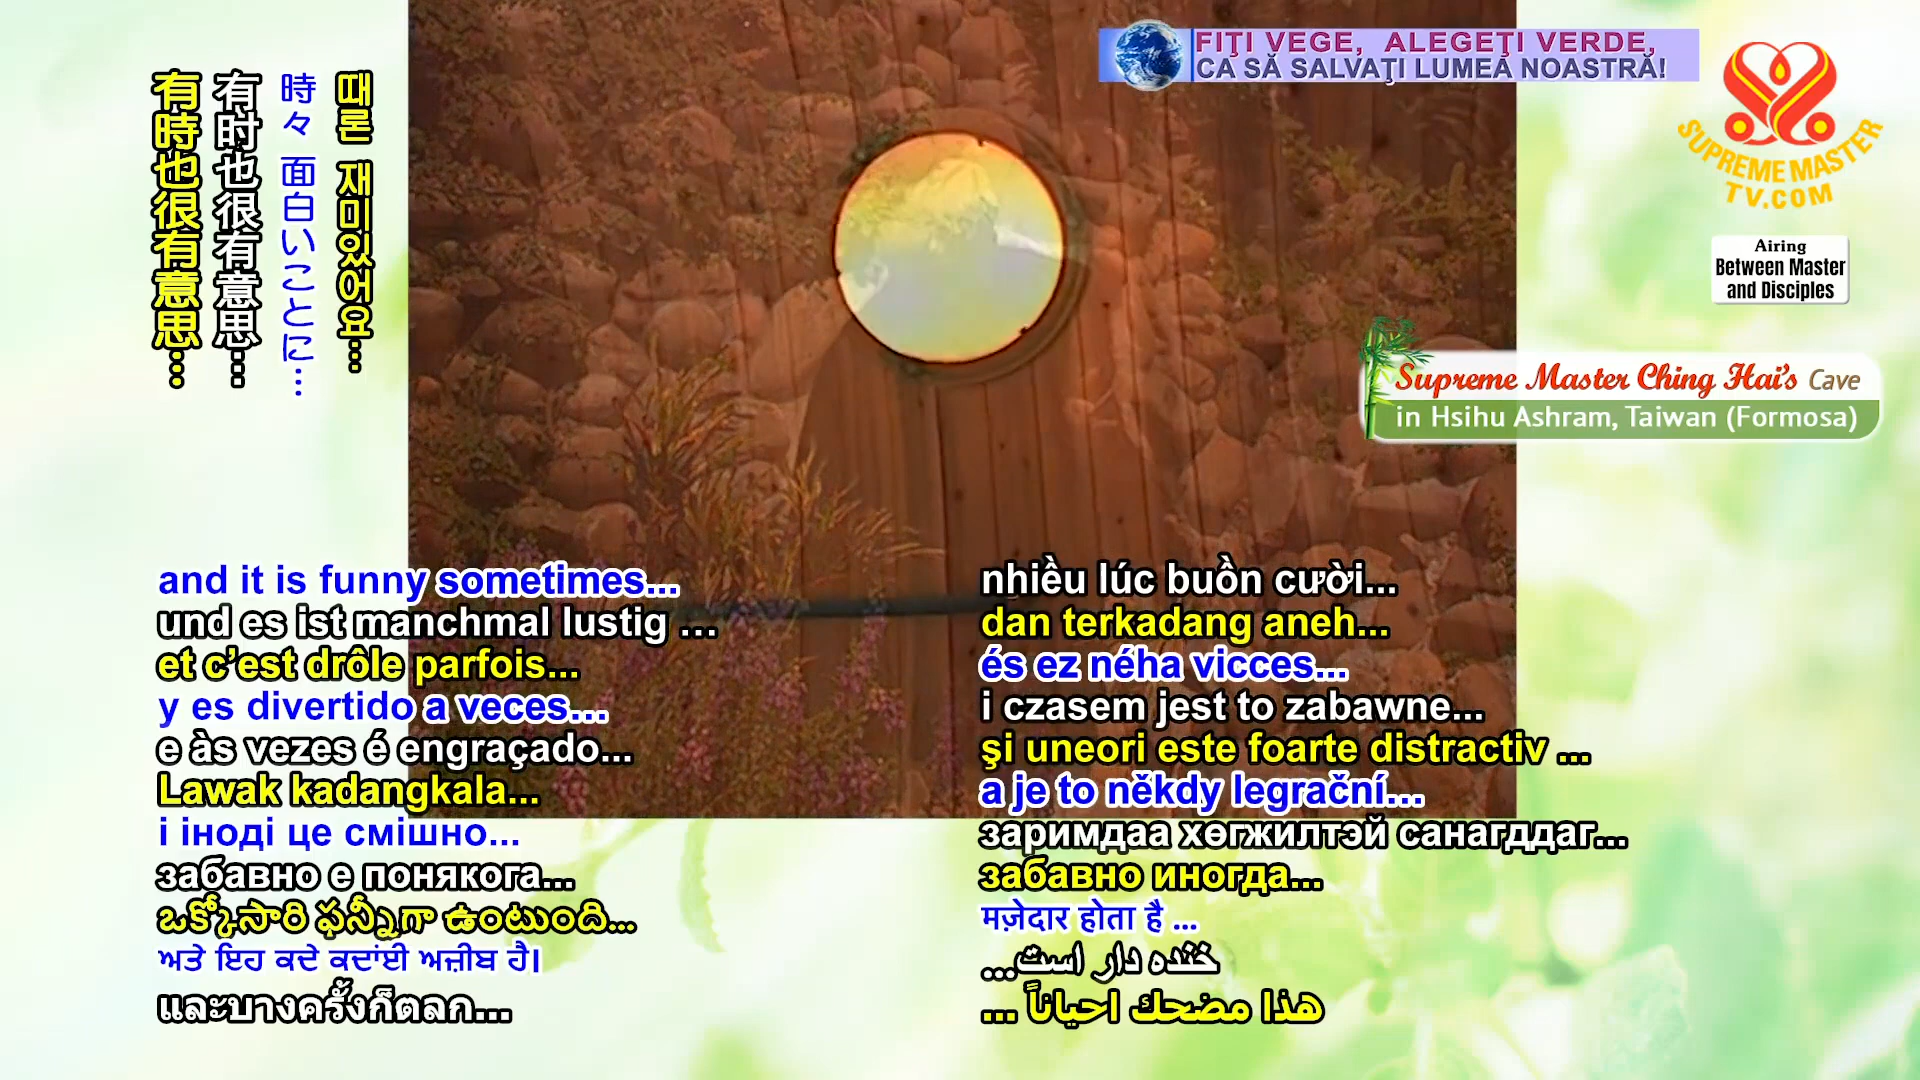 FIŢI VEGE, ALEGEŢI VERDE,
CA SĂ SALVAŢI LUMEA NOASTRĂ!
SUPREME MASTER
TV.COM
Airing
Between Master
and Disciples
Supreme Master Ching Hai's Cave
in Hsihu Ashram, Taiwan (Formosa)
때론 재미있어요...
時々 面白いことに...
有时也很有意思...
有時也很有意思...
and it is funny sometimes...
und es ist manchmal lustig ...
et c’est drôle parfois...
y es divertido a veces...
e às vezes é engraçado...
Lawak kadangkala...
і іноді це смішно...
забавно е понякога...
ఒక్కోసారి ఫన్నీగా ఉంటుంది...
ਅਤੇ ਇਹ ਕਦੇ ਕਦਾਂਈ ਅਜ਼ੀਬ ਹੈ।
และบางครั้งก็ตลก...
nhiều lúc buồn cười...
dan terkadang aneh...
és ez néha vicces...
i czasem jest to zabawne...
şi uneori este foarte distractiv ...
a je to někdy legrační...
заримдаа хөгжилтэй санагддаг...
забавно иногда...
मज़ेदार होता है ...
خنده دار است...
هذا مضحك احياناً ...